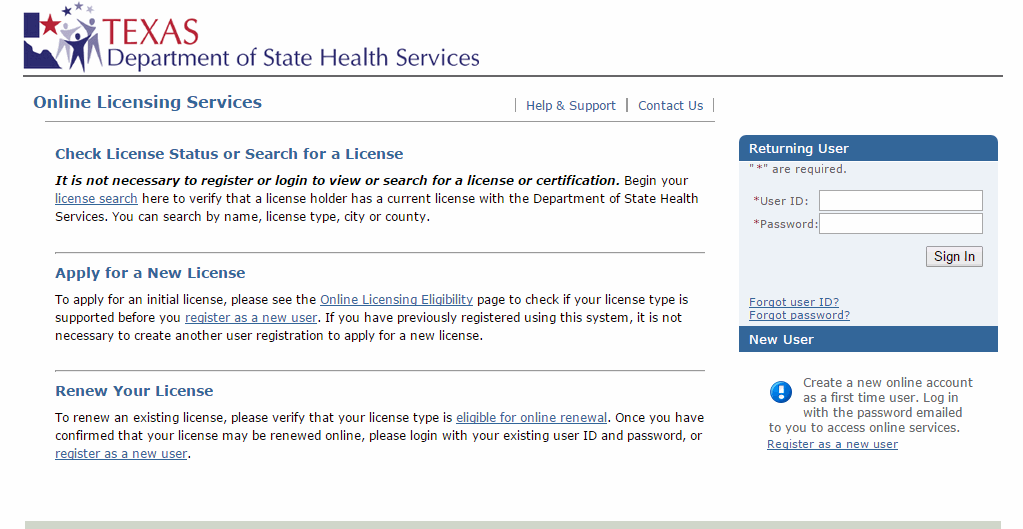 TEXAS
Department of State Health Services
Online Licensing Services
Help & Support
Contact Us
Check License Status or Search for a License
It is not necessary to register or login to view or search for a license or certification. Begin your
license search here to verify that a license holder has a current license with the Department of State Health
Services. You can search by name, license type, city or county.
Apply for a New License
To apply for an initial license, please see the Online Licensing Eligibility page to check if your license type is
supported before you register as a new user. If you have previously registered using this system, it is not
necessary to create another user registration to apply for a new license.
Renew Your License
To renew an existing license, please verify that your license type is eligible for online renewal. Once you have
confirmed that your license may be renewed online, please login with your existing user ID and password, or
register as a new user.
Returning User
"*" are required.
*User ID:
*Password:
Sign In
Forgot user ID?
Forgot password?
New User
Create a new online account
as a first time user. Log in
with the password emailed
to you to access online services.
Register as a new user